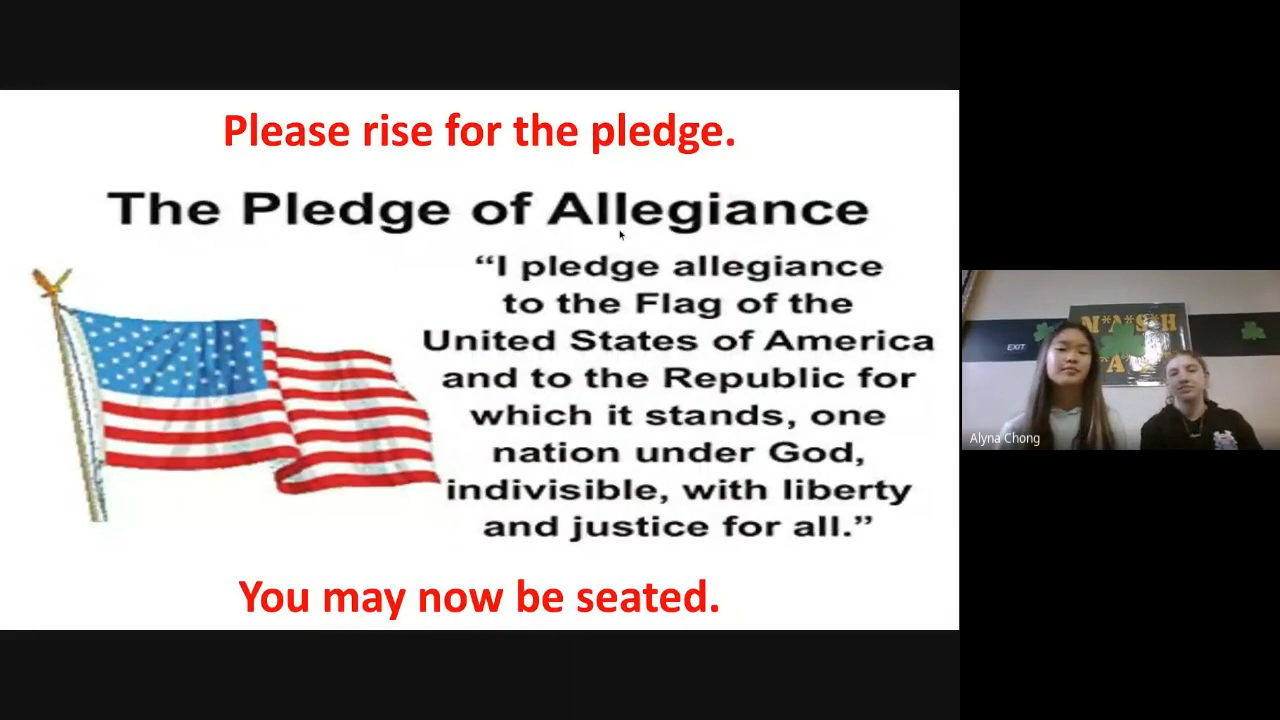 Please rise for the pledge.
The Pledge of Allegiance
“I pledge allegiance
to the Flag of the
United States of America
and to the Republic for
which it stands, one
nation under God,
indivisible, with liberty
and justice for all.”
You may now be seated.
N*A*S*H
EXIT
*A*
Alyna Chong